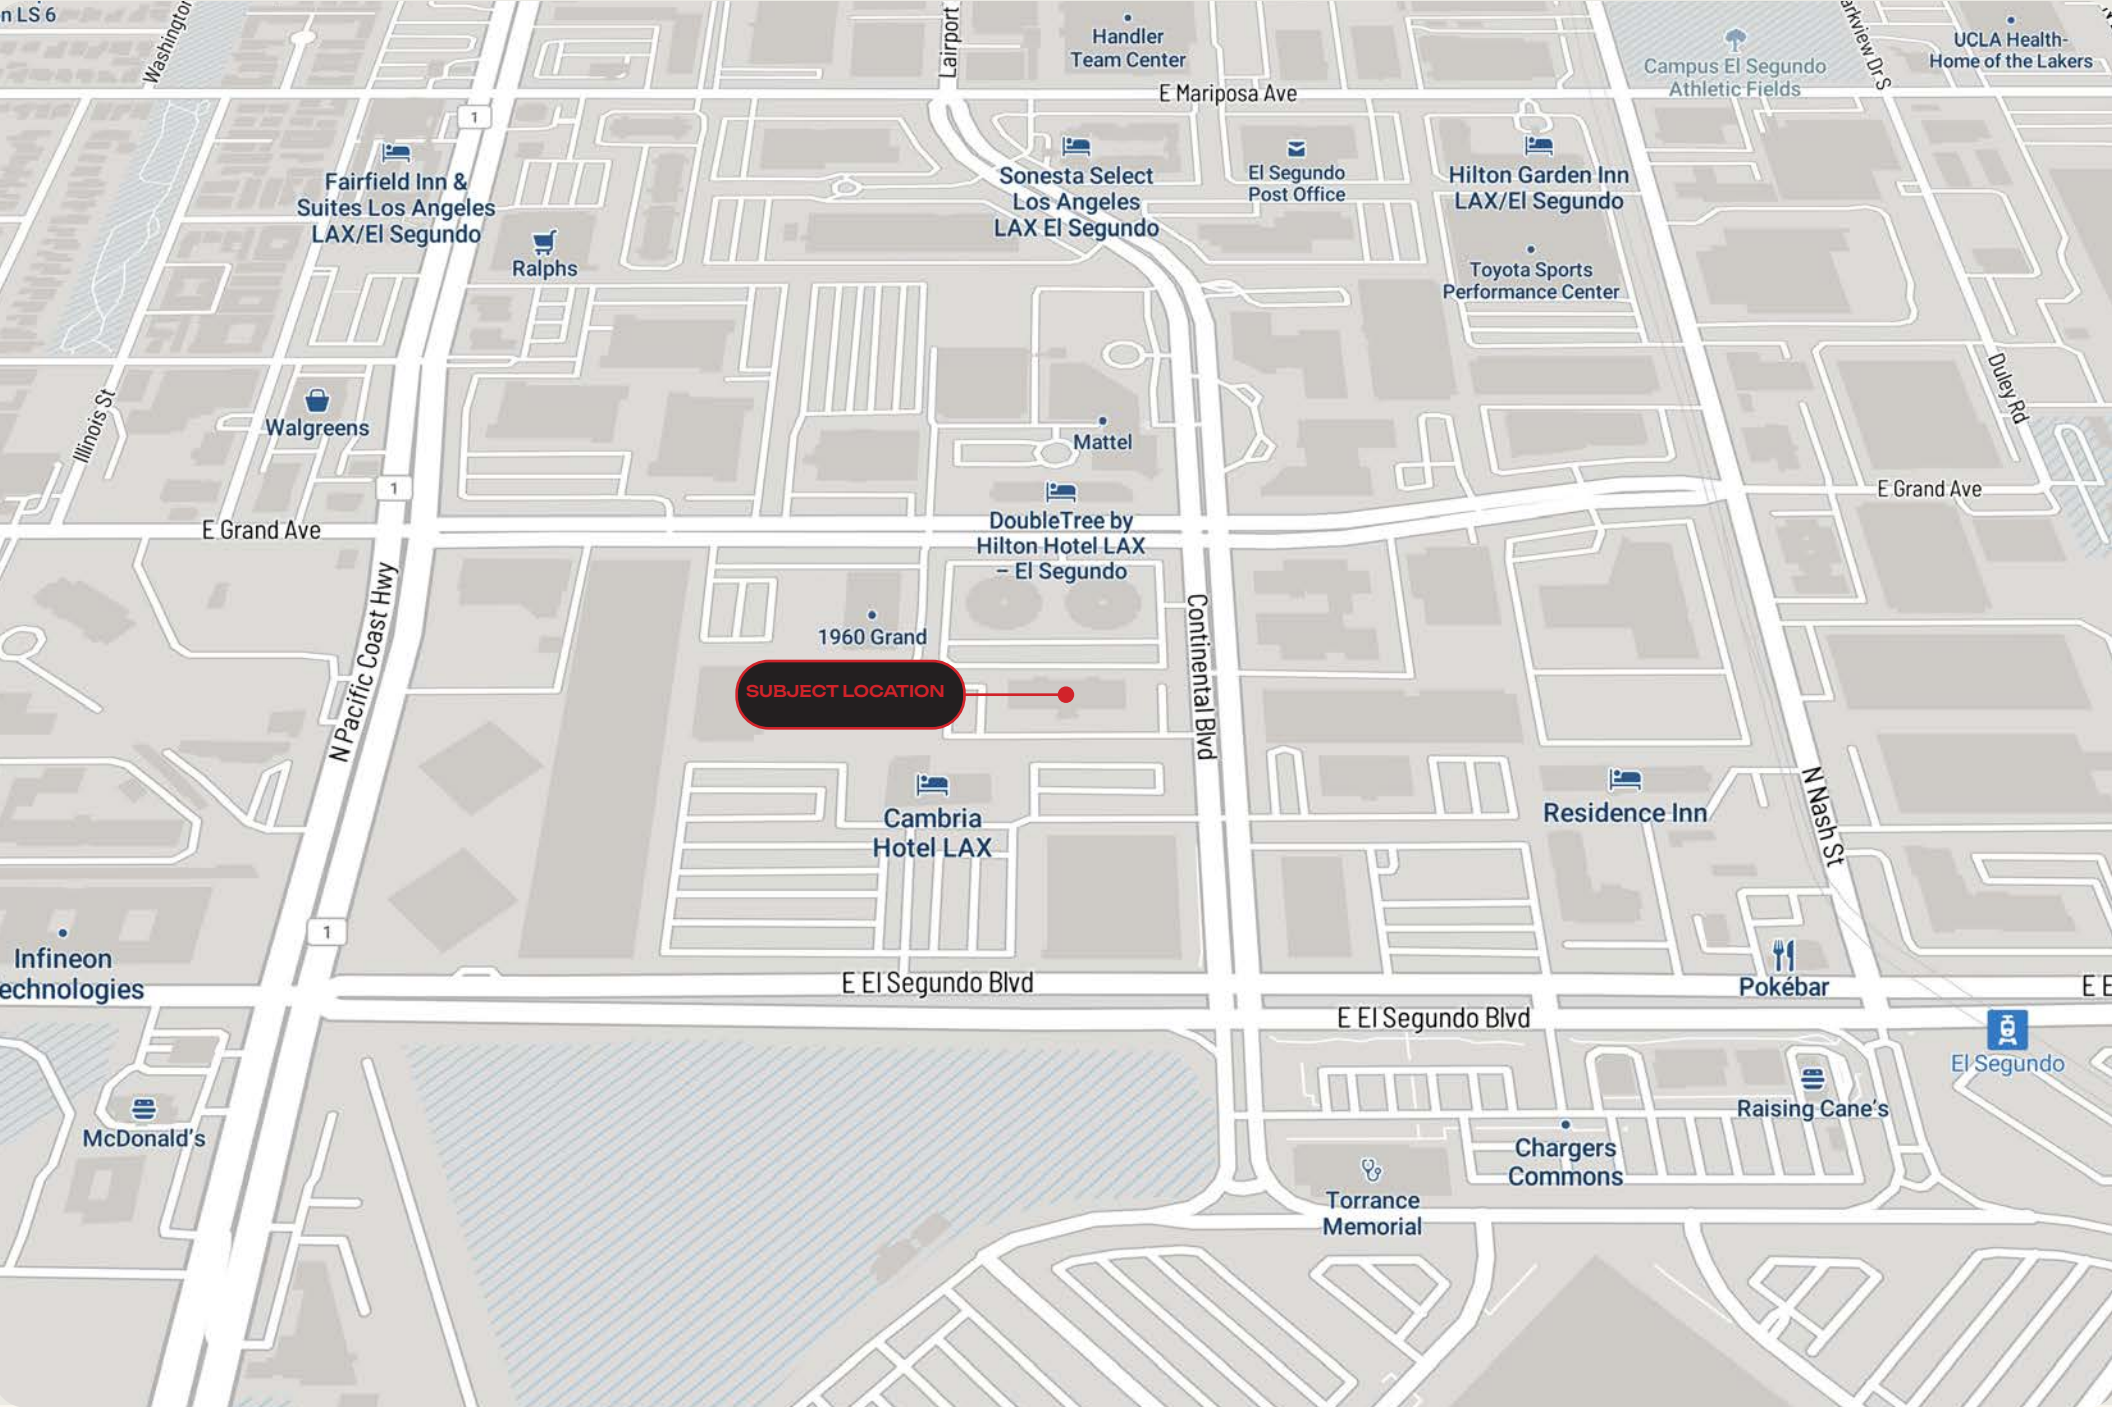 n LS 6
Washington
Lairport
Handler
Team Center
Campus El Segundo
Athletic Fields
arkview Dr S
UCLA Health-
Home of the Lakers
E Mariposa Ave
1
Fairfield Inn &
Suites Los Angeles
LAX/El Segundo
Ralphs
Sonesta Select
Los Angeles
LAX El Segundo
El Segundo
Post Office
Hilton Garden Inn
LAX/El Segundo
Toyota Sports
Performance Center
Illinois St
Walgreens
Mattel
Duley Rd
1
E Grand Ave
DoubleTree by
Hilton Hotel LAX
– El Segundo
E Grand Ave
N Pacific Coast Hwy
1960 Grand
Continental Blvd
SUBJECT LOCATION
Cambria
Hotel LAX
Residence Inn
N Nash St
1
Infineon
echnologies
E El Segundo Blvd
E El Segundo Blvd
Pokébar
E E
El Segundo
McDonald's
Raising Cane's
Chargers
Commons
Torrance
Memorial